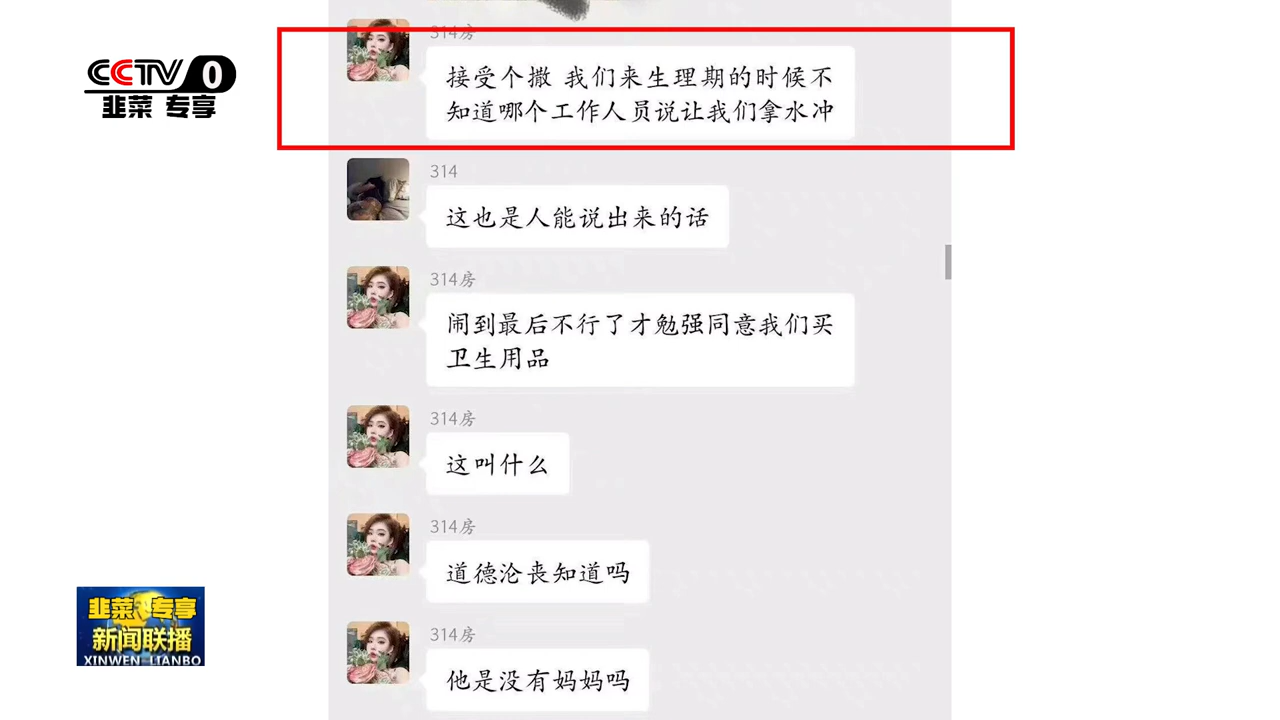 CCTV 0
韭菜 专享
314房
接受个撒 我们来生理期的时候不
知道哪个工作人员说让我们拿水冲
314
这也是人能说出来的话
314房
闹到最后不行了才勉强同意我们买
卫生用品
314房
这叫什么
314房
道德沦丧知道吗
314房
他是没有妈妈吗
韭菜 专享
新闻联播
XINWEN LIANBO